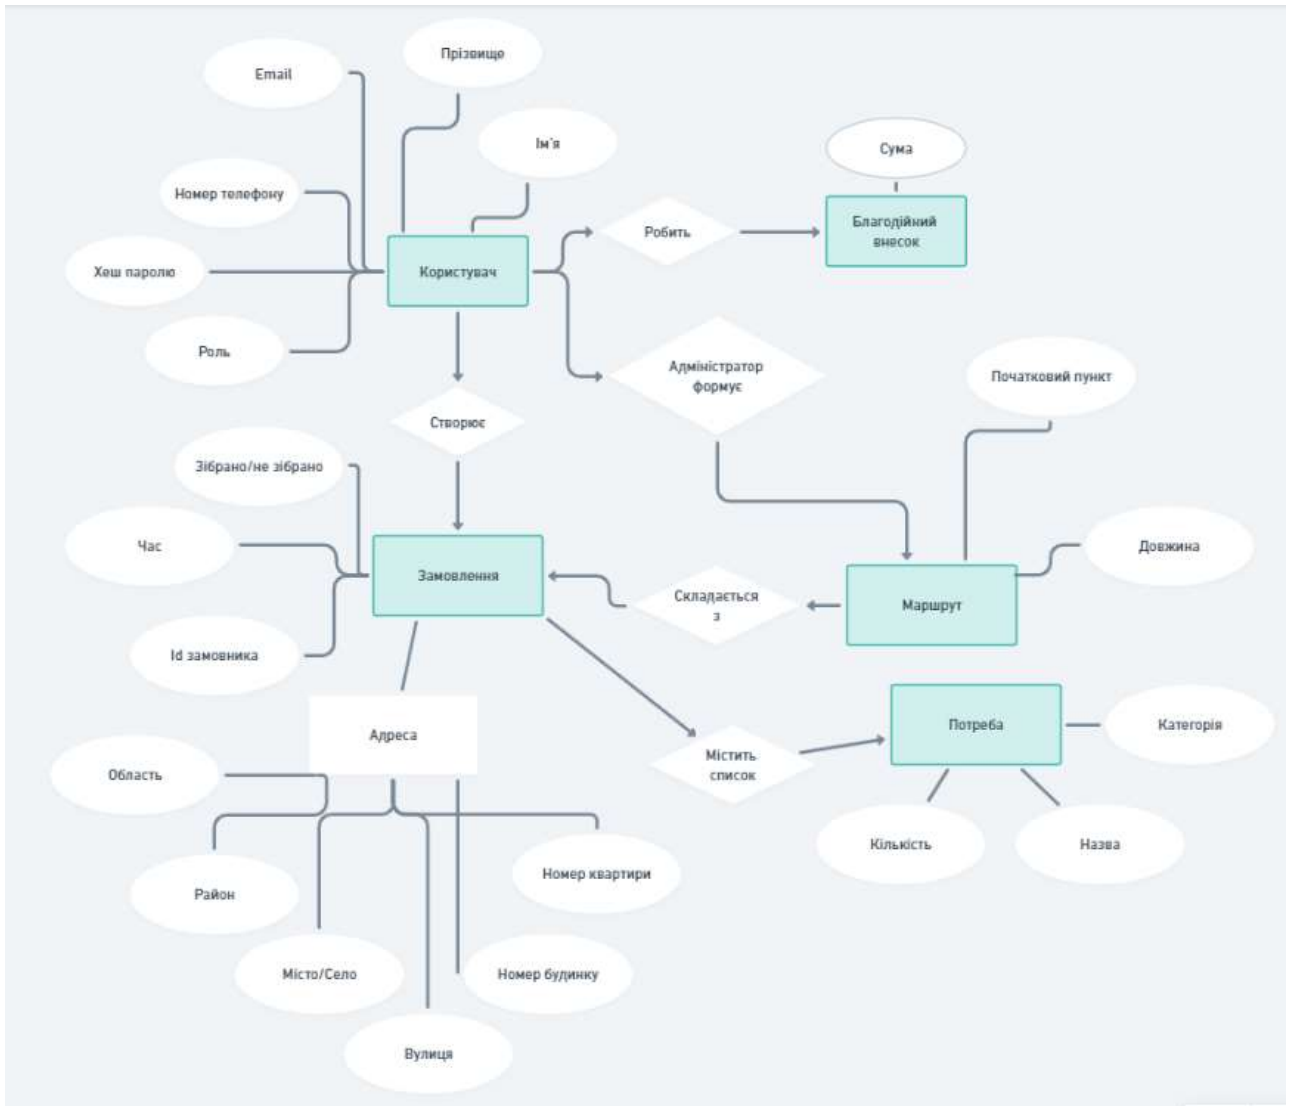 Прізвище
Email
Ім'я
Сума
Номер телефону
Благодійний
внесок
Робить
Хеш паролю
Користувач
Роль
Адміністратор
формує
Початковий пункт
Створює
Зібрано/не зібрано
Час
Довжина
Замовлення
Складається
з
Маршрут
Id замовника
Адреса
Потреба
Категорія
Містить
список
Область
Кількість
Назва
Номер квартири
Район
Місто/Село
Номер будинку
Вулиця